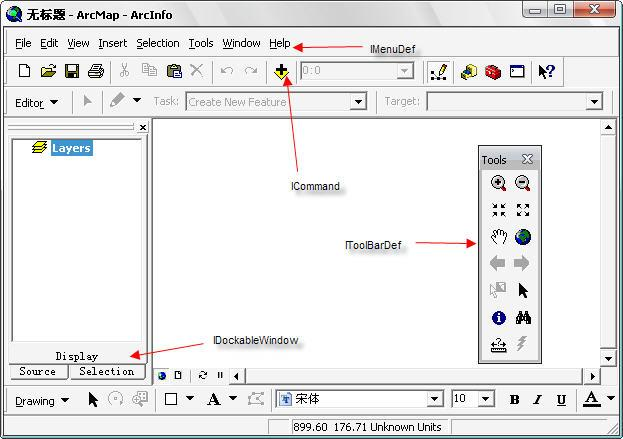 无标题 - ArcMap - ArcInfo
File Edit View Insert Selection Tools Window Help
IMenuDef
0:0
Editor Task: Create New Feature Target:
Layers
Tools
ICommand
IToolBarDef
IDockableWindow
Display
Source Selection
Drawing A 宋体 10 B I U A
899.60 176.71 Unknown Units